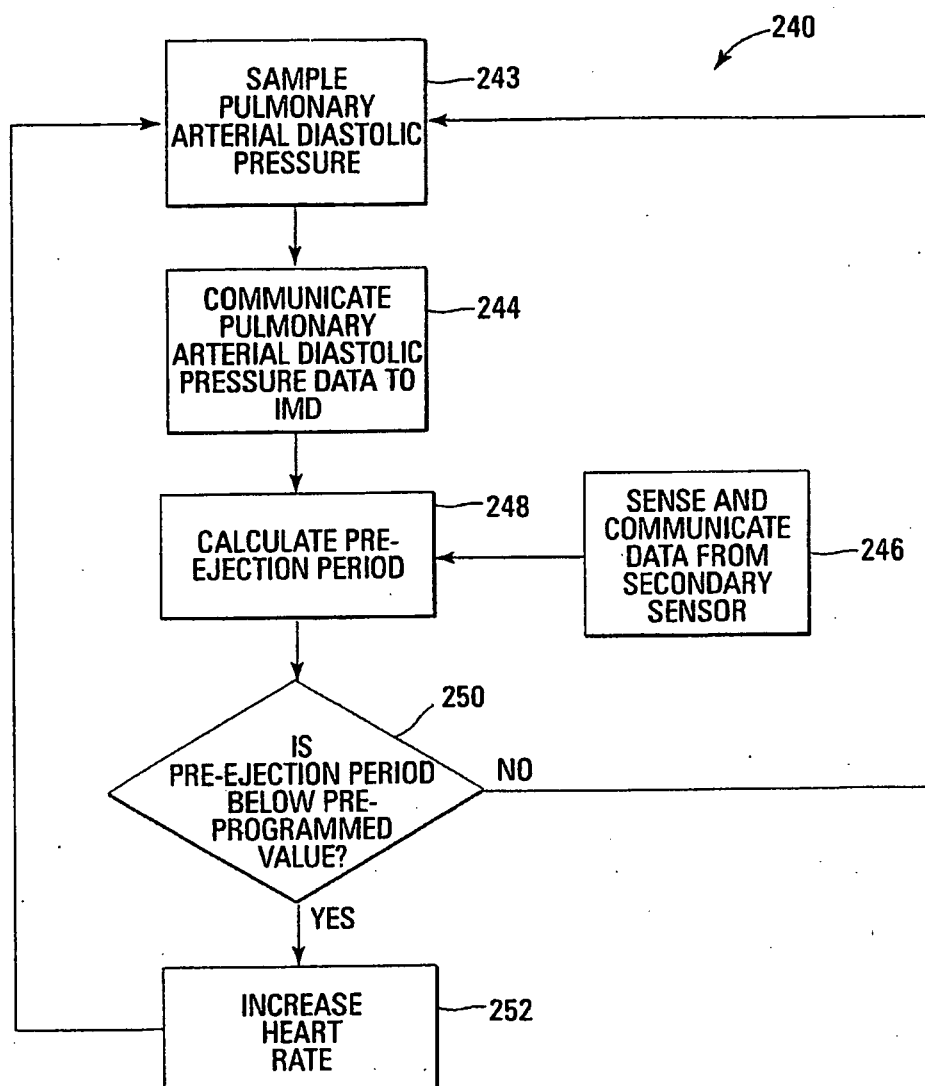 240
SAMPLE
PULMONARY
ARTERIAL DIASTOLIC
PRESSURE
243
COMMUNICATE
PULMONARY
ARTERIAL DIASTOLIC
PRESSURE DATA TO
IMD
244
CALCULATE PRE-
EJECTION PERIOD
248
SENSE AND
COMMUNICATE
DATA FROM
SECONDARY
SENSOR
246
250
IS
PRE-EJECTION PERIOD
BELOW PRE-
PROGRAMMED
VALUE?
NO
YES
INCREASE
HEART
RATE
252